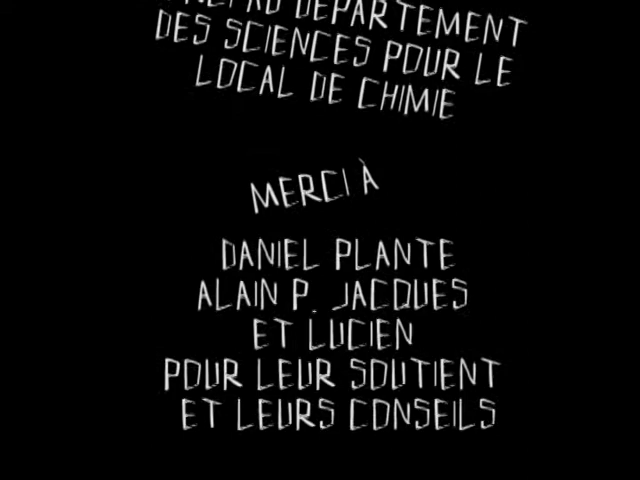 DÉPARTEMENT
DES SCIENCES POUR LE
LOCAL DE CHIMIE
MERCI À
DANIEL PLANTE
ALAIN P. JACQUES
ET LUCIEN
POUR LEUR SOUTIENT
ET LEURS CONSEILS